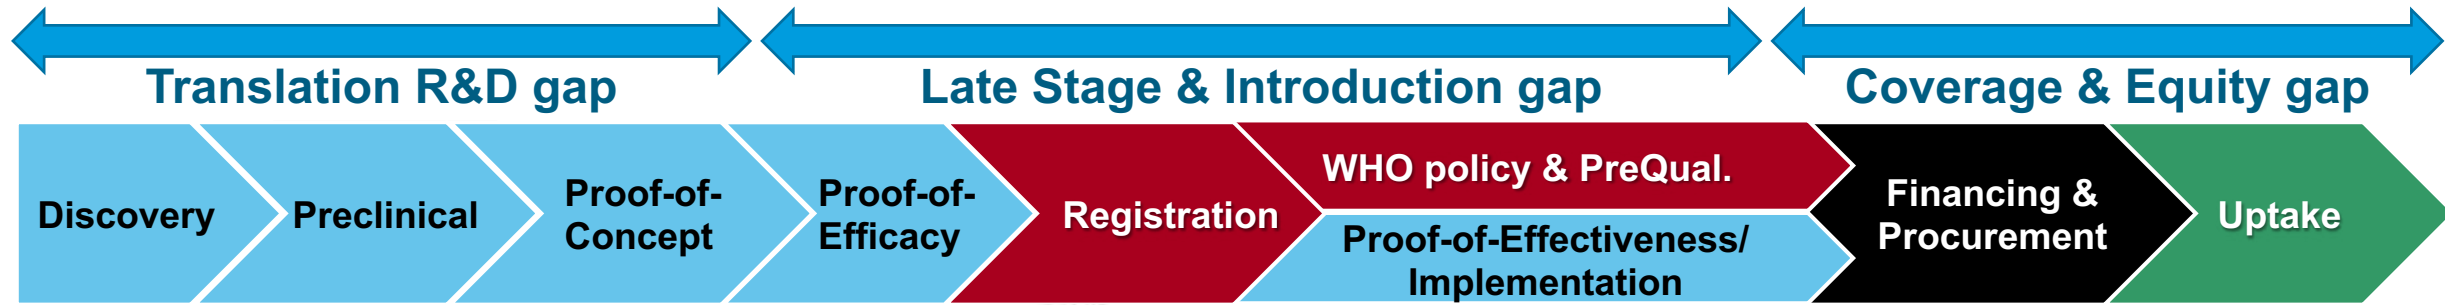 Translation R&D gap
Late Stage & Introduction gap
Coverage & Equity gap
Discovery
Preclinical
Proof-of-
Concept
Proof-of-
Efficacy
Registration
WHO policy & PreQual.
Proof-of-Effectiveness/
Implementation
Financing &
Procurement
Uptake